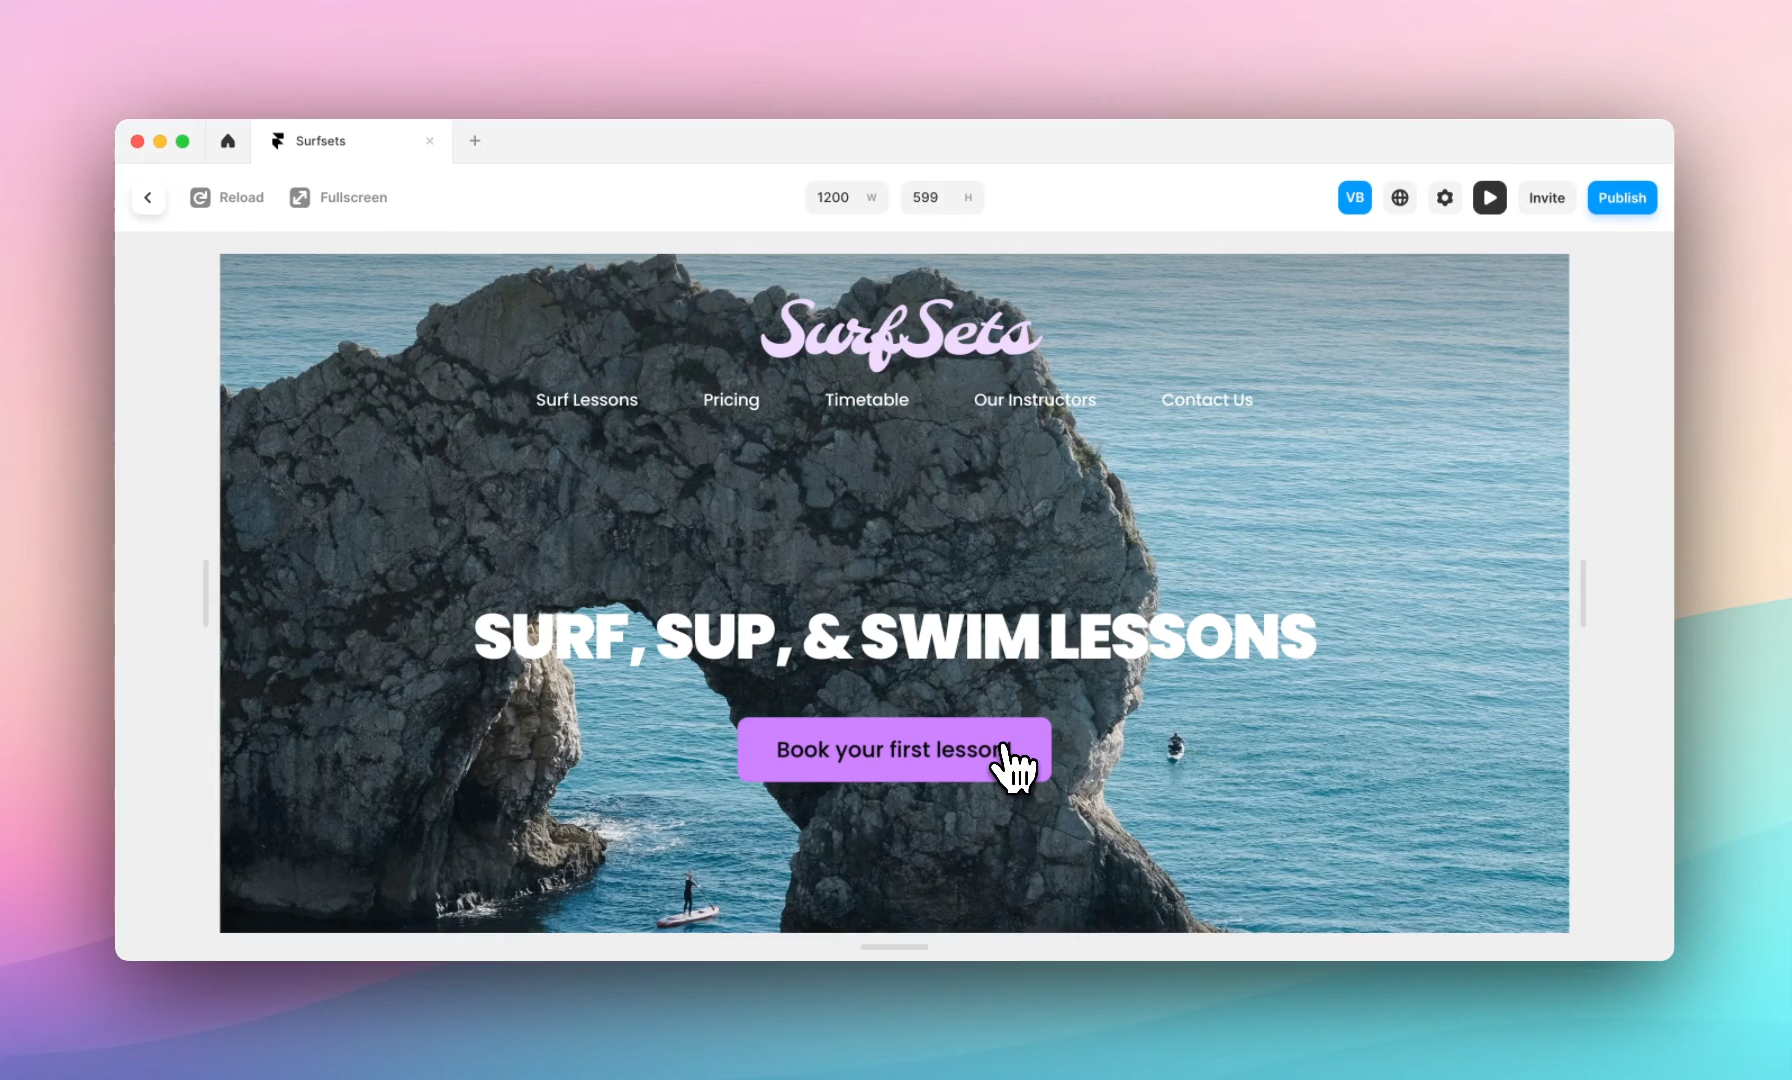 Surfsets
Reload
Fullscreen
1200 W
599 H
VB
Invite
Publish
SurfSets
Surf Lessons
Pricing
Timetable
Our Instructors
Contact Us
SURF, SUP, & SWIM LESSONS
Book your first lesson